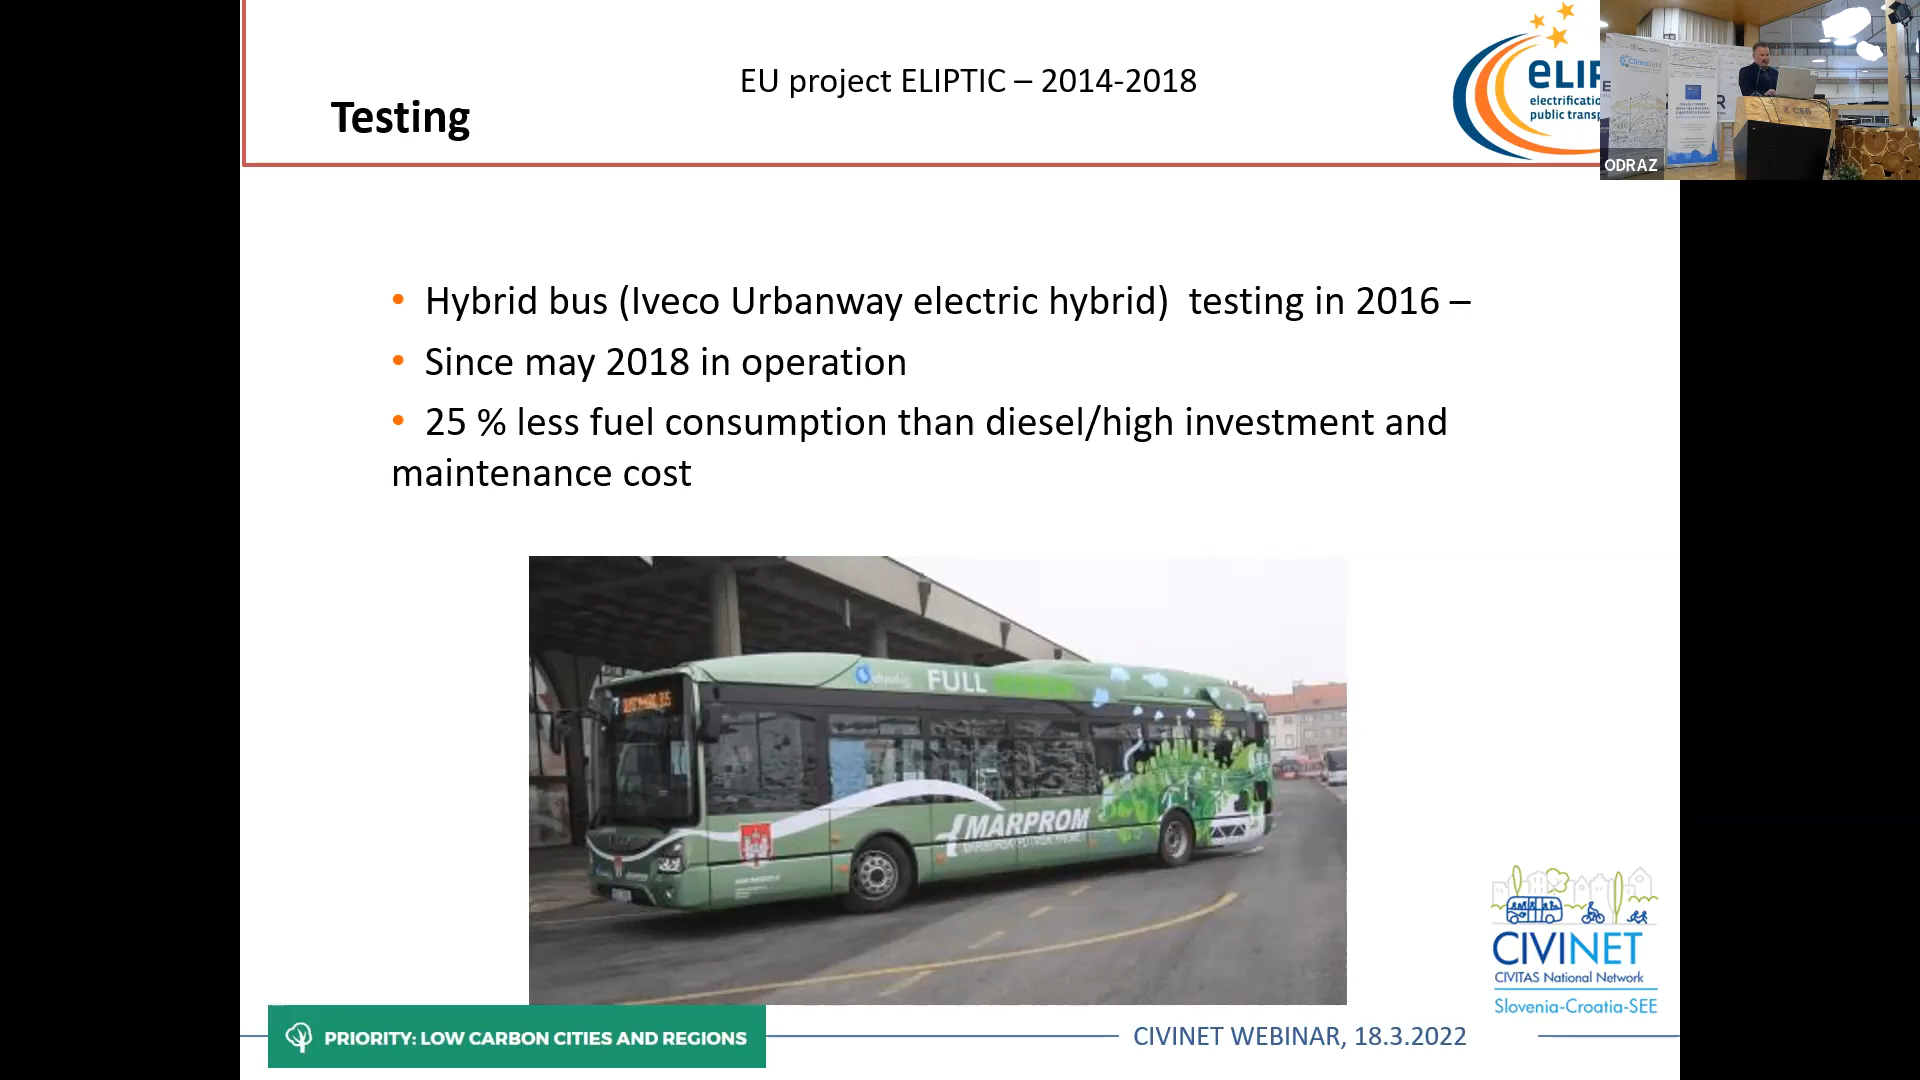 EU project ELIPTIC – 2014-2018
Testing
electrification
public transp
ODRAZ
• Hybrid bus (Iveco Urbanway electric hybrid)  testing in 2016 –
• Since may 2018 in operation
• 25 % less fuel consumption than diesel/high investment and
maintenance cost
FULL
MARPROM
CIVINET
CIVITAS National Network
Slovenia-Croatia-SEE
PRIORITY: LOW CARBON CITIES AND REGIONS
CIVINET WEBINAR, 18.3.2022